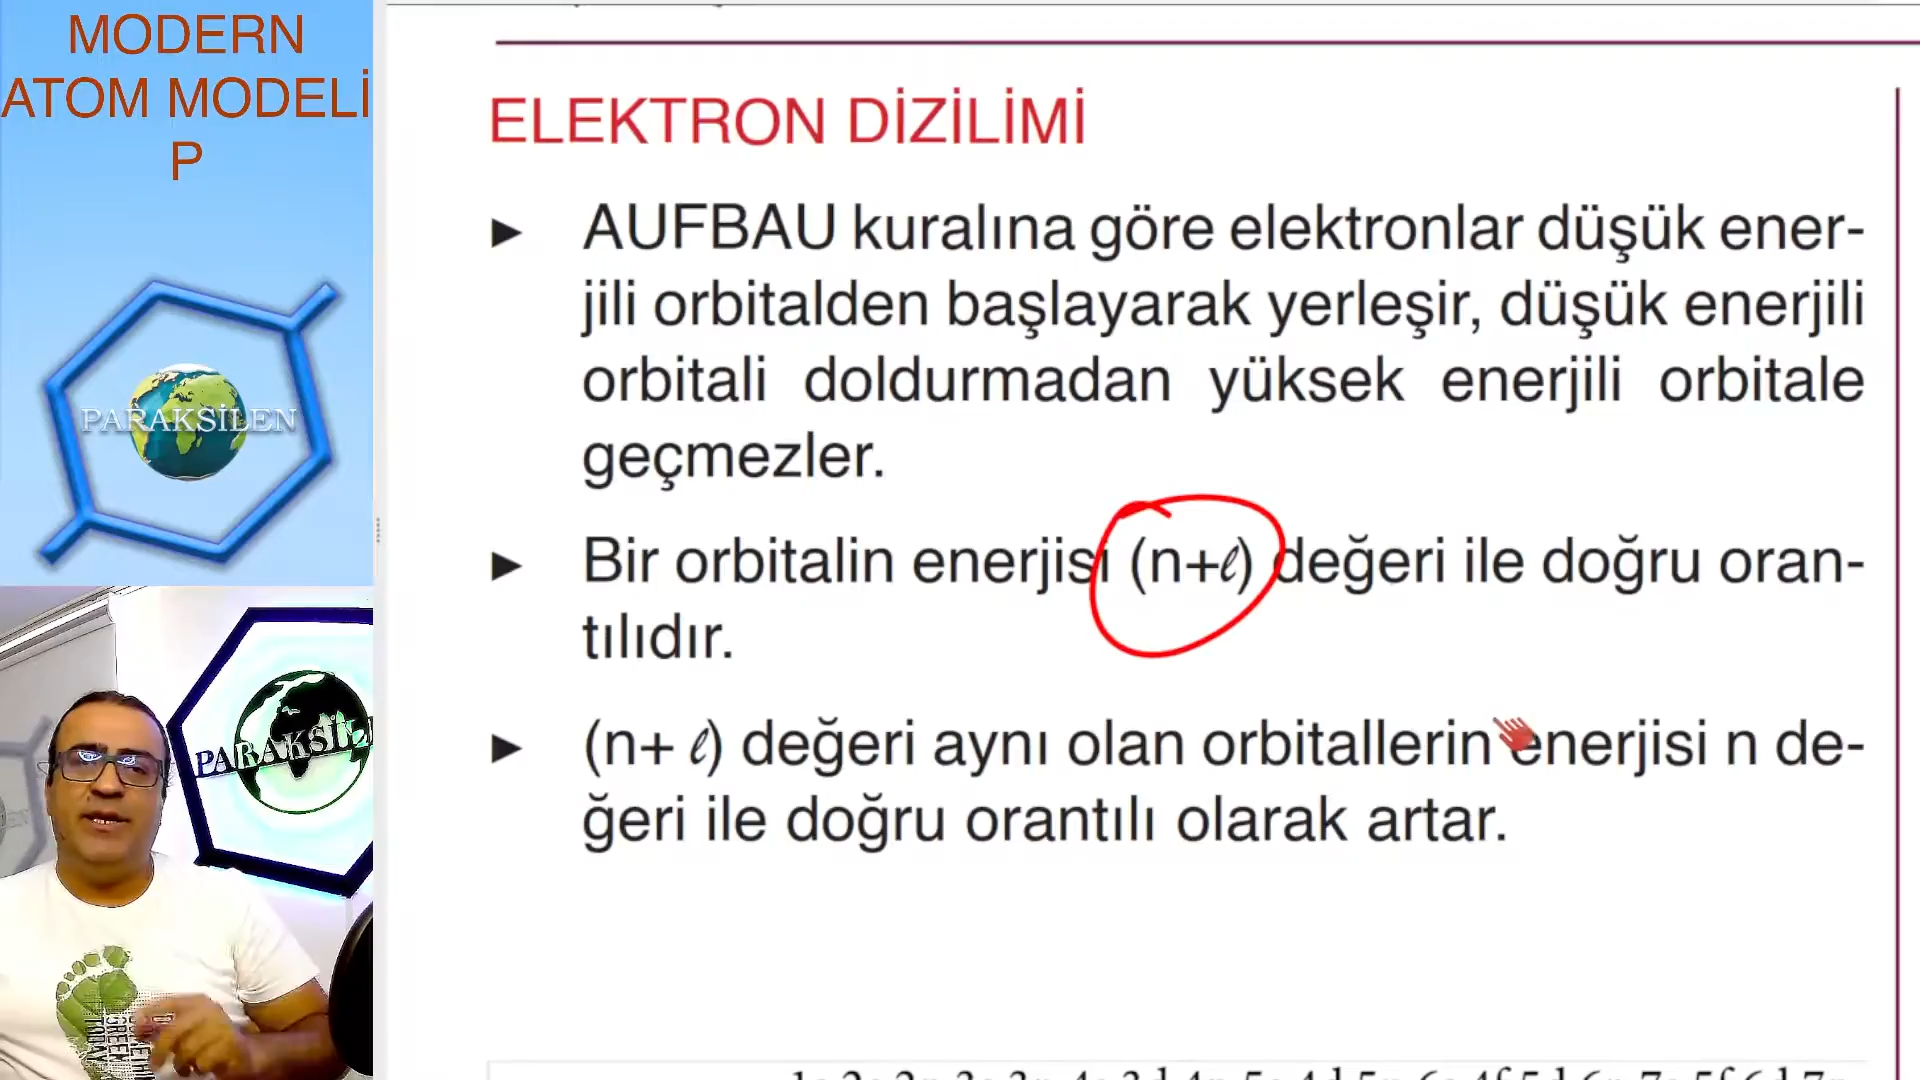 MODERN
ATOM MODELİ
P
PARAKSİLEN
ELEKTRON DİZİLİMİ
► AUFBAU kuralına göre elektronlar düşük ener-
jili orbitalden başlayarak yerleşir, düşük enerjili
orbitali doldurmadan yüksek enerjili orbitale
geçmezler.
► Bir orbitalin enerjisi (n+ℓ) değeri ile doğru oran-
tılıdır.
► (n+ ℓ) değeri aynı olan orbitallerin enerjisi n de-
ğeri ile doğru orantılı olarak artar.
PARAKSİL